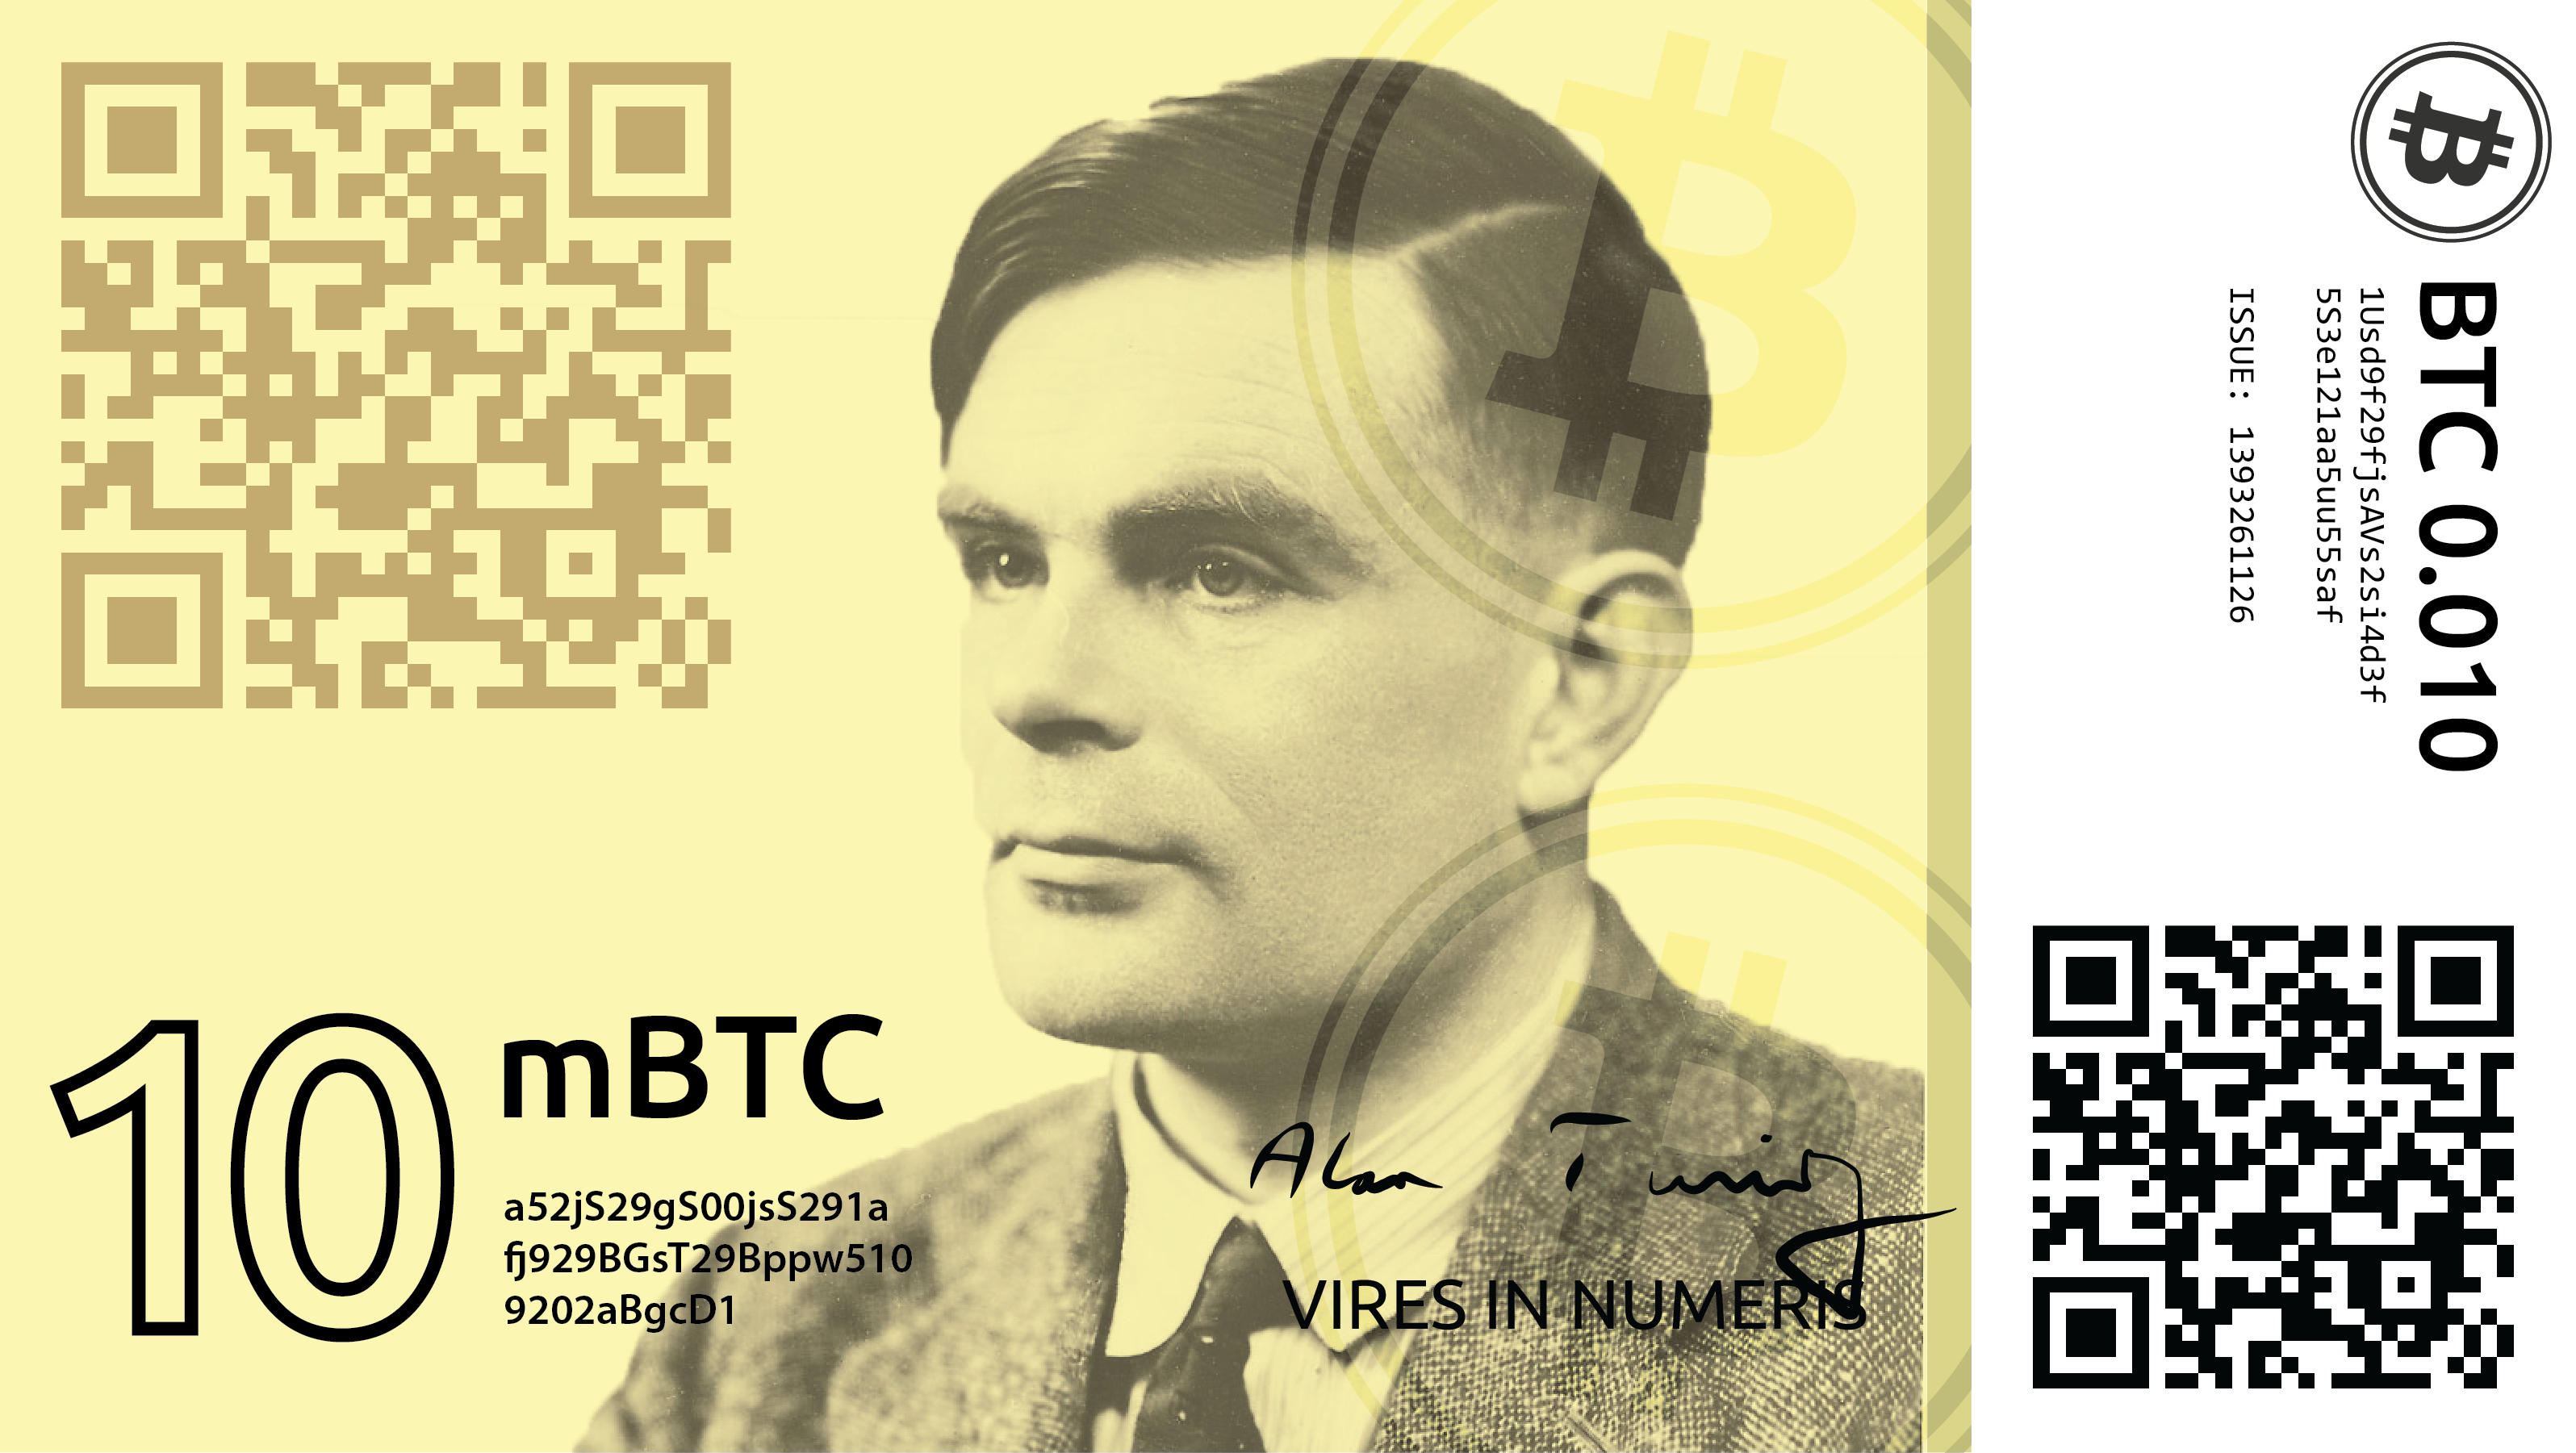 10
mBTC
a52jS29gS00jsS291a
fj929BGsT29Bppw510
9202aBgcD1
Alan Turing
VIRES IN NUMERIS
BTC 0.010
1Usd9f29fjsAVs2si4d3f
5S3e121aa5uu55saf
ISSUE: 1393261126